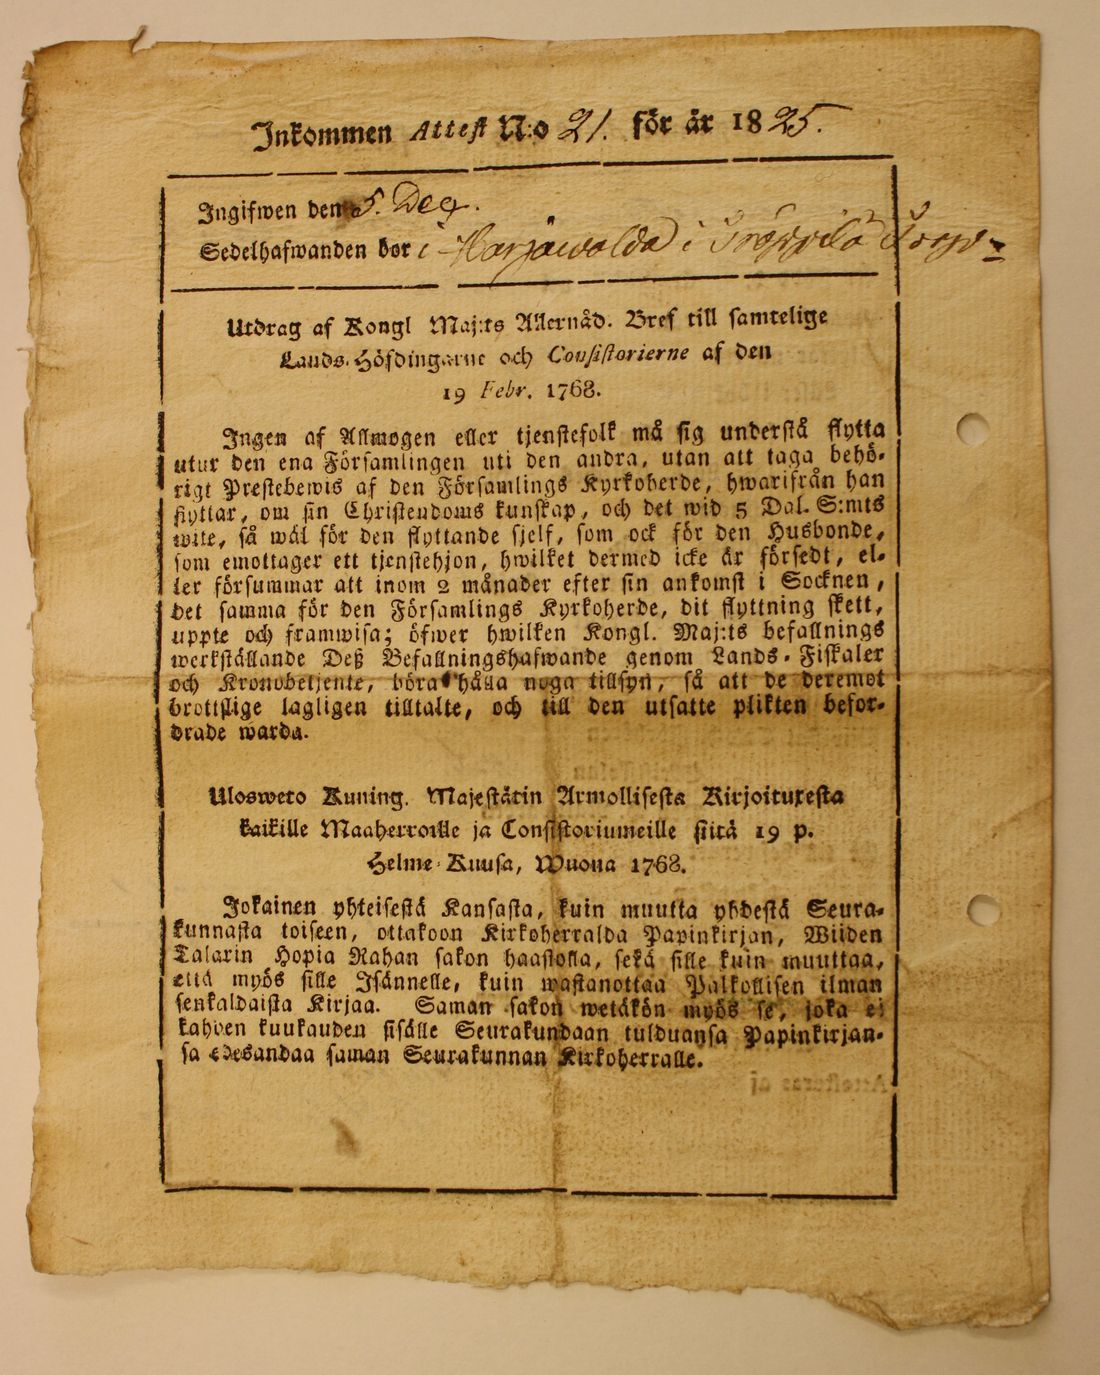 Inkommen Attest N:o 21. för år 1825.
Ingifwen den 5. Dec.
Sedelhafwanden bor i Harjawalda i Torp
Utdrag af Kongl Maj:ts Allernåd. Bref till samtelige
Lands-Höfdingarne och Consistorierne af den
19 Febr. 1768.
Ingen af Allmogen eller tjenstefolk må sig understå flytta
utur den ena Församlingen uti den andra, utan att taga behö-
rigt Prestebewis af den Församlings Kyrkoherde, hwarifrån han
flyttar, om sin Christendoms kunskap, och det wid 5 Dal. S:mts
wite, så wäl för den flyttande sjelf, som ock för den Husbonde,
som emottager ett tjenstehjon, hwilket dermed icke är försedt, el-
ler försummar att inom 2 månader efter sin ankomst i Socknen,
det samma för den Församlings Kyrkoherde, dit flyttning skett,
uppte och framwisa; öfwer hwilken Kongl. Maj:ts befallnings
werkställande Deß Befallningshafwande genom Lands-Fiskaler
och Kronobetjente, böra hålla noga tillsyn, så att de deremot
brottslige lagligen tilltalte, och till den utsatte plikten befor-
drade warda.
Ulosweto Kuning. Majestätin Armollisesta Kirjoituxesta
kaikille Maaherroille ja Consistoriumeille siitä 19 p.
Helme-Kuusa, Wuona 1768.
Jokainen yhteisestä Kansasta, kuin muutta yhdestä Seura-
kunnasta toiseen, ottakoon Kirkoherralda Papinkirjan, Wiiden
Talarin Hopia Rahan sakon haastolla, sekä sille kuin muuttaa,
että myös sille Isännelle, kuin wastanottaa Palkollisen ilman
senkaldaista Kirjaa. Saman sakon wetäkön myös se, joka ei
kahden kuukauden sisälle Seurakundaan tulduansa Papinkirjan-
sa edesandaa saman Seurakunnan Kirkoherralle.